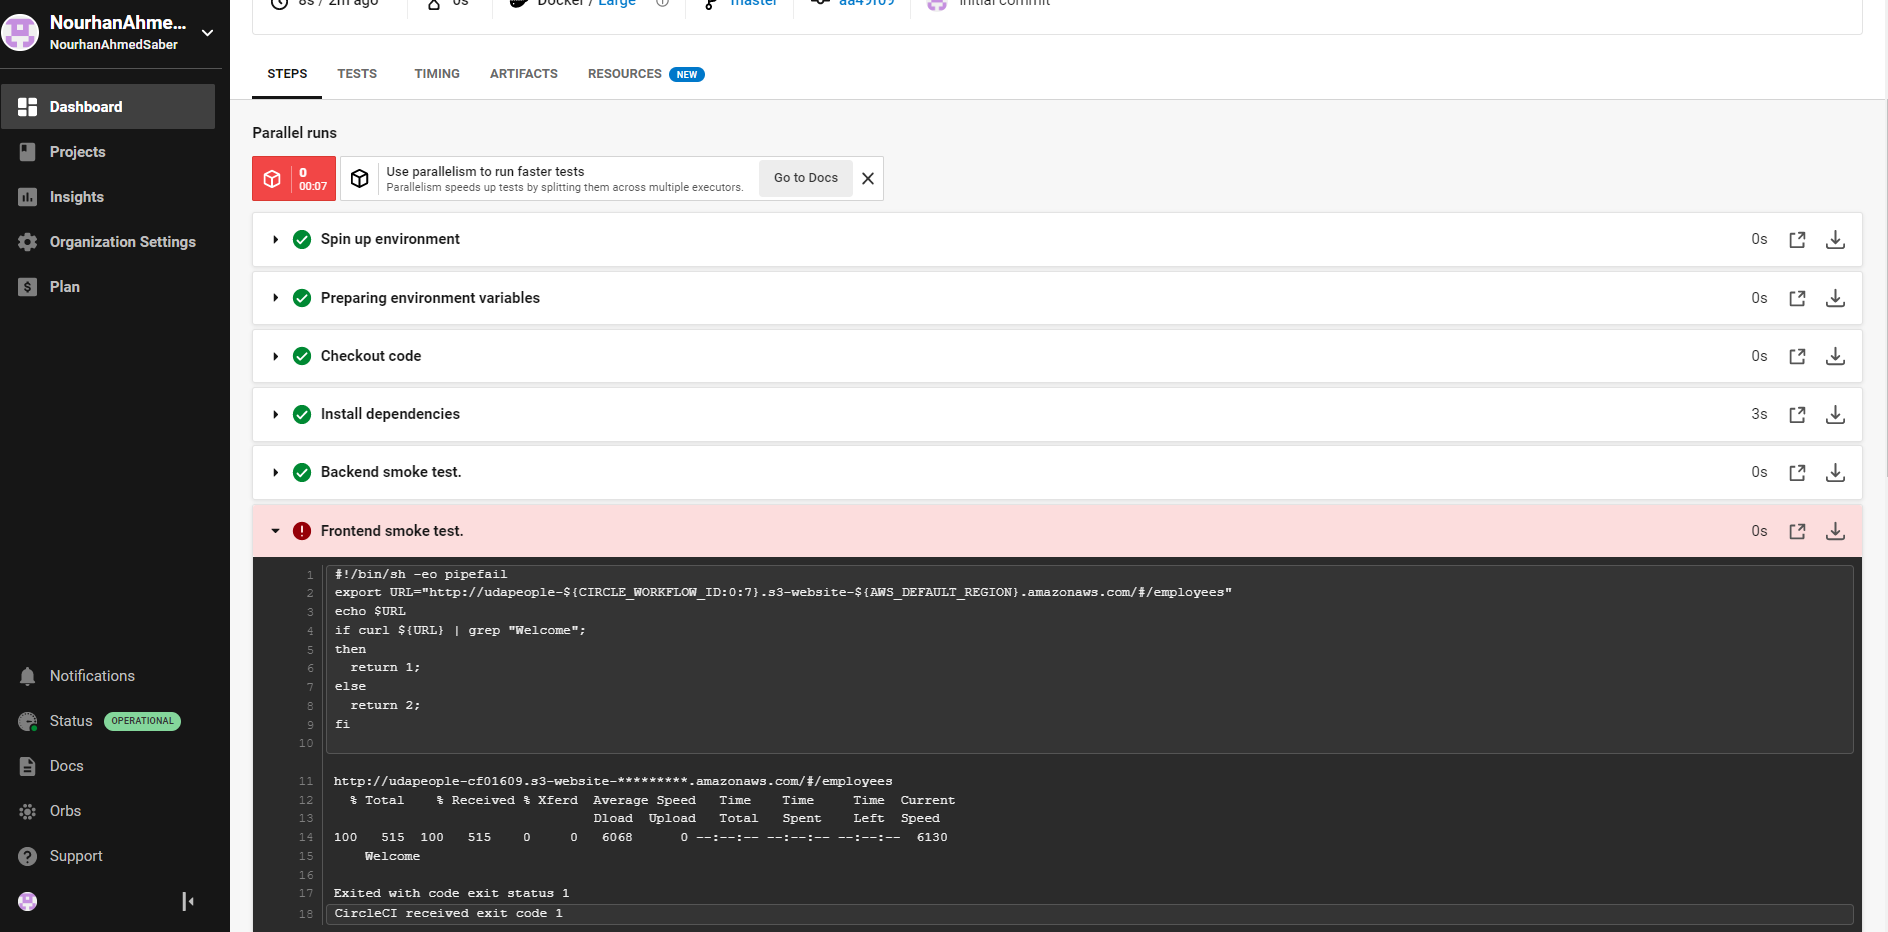 NourhanAhme...
NourhanAhmedSaber
Dashboard
Projects
Insights
Organization Settings
Plan
Notifications
Status OPERATIONAL
Docs
Orbs
Support
8s / 2m ago 0s Docker / Large master aa49f09 Initial commit
STEPS TESTS TIMING ARTIFACTS RESOURCES NEW
Parallel runs
0
00:07
Use parallelism to run faster tests
Parallelism speeds up tests by splitting them across multiple executors.
Go to Docs
Spin up environment 0s
Preparing environment variables 0s
Checkout code 0s
Install dependencies 3s
Backend smoke test. 0s
Frontend smoke test. 0s
1 #!/bin/sh -eo pipefail
2 export URL="http://udapeople-${CIRCLE_WORKFLOW_ID:0:7}.s3-website-${AWS_DEFAULT_REGION}.amazonaws.com/#/employees"
3 echo $URL
4 if curl ${URL} | grep "Welcome";
5 then
6   return 1;
7 else
8   return 2;
9 fi
10
11 http://udapeople-cf01609.s3-website-*********.amazonaws.com/#/employees
12   % Total    % Received % Xferd  Average Speed   Time    Time     Time  Current
13                                  Dload  Upload   Total   Spent    Left  Speed
14 100   515  100   515    0     0   6068      0 --:--:-- --:--:-- --:--:--  6130
15     Welcome
16
17 Exited with code exit status 1
18 CircleCI received exit code 1